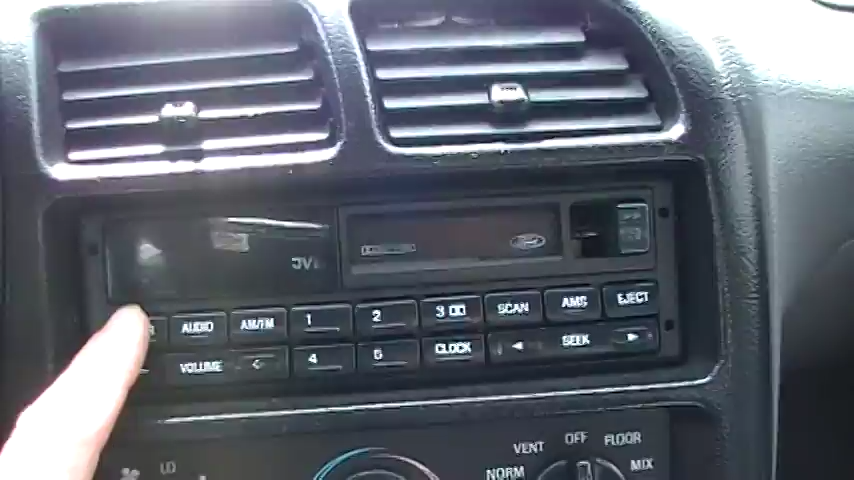 AUDIO AM/FM 1 2 3 SCAN AMS EJECT
VOLUME 4 5 CLOCK SEEK
VENT OFF FLOOR
LO NORM MIX